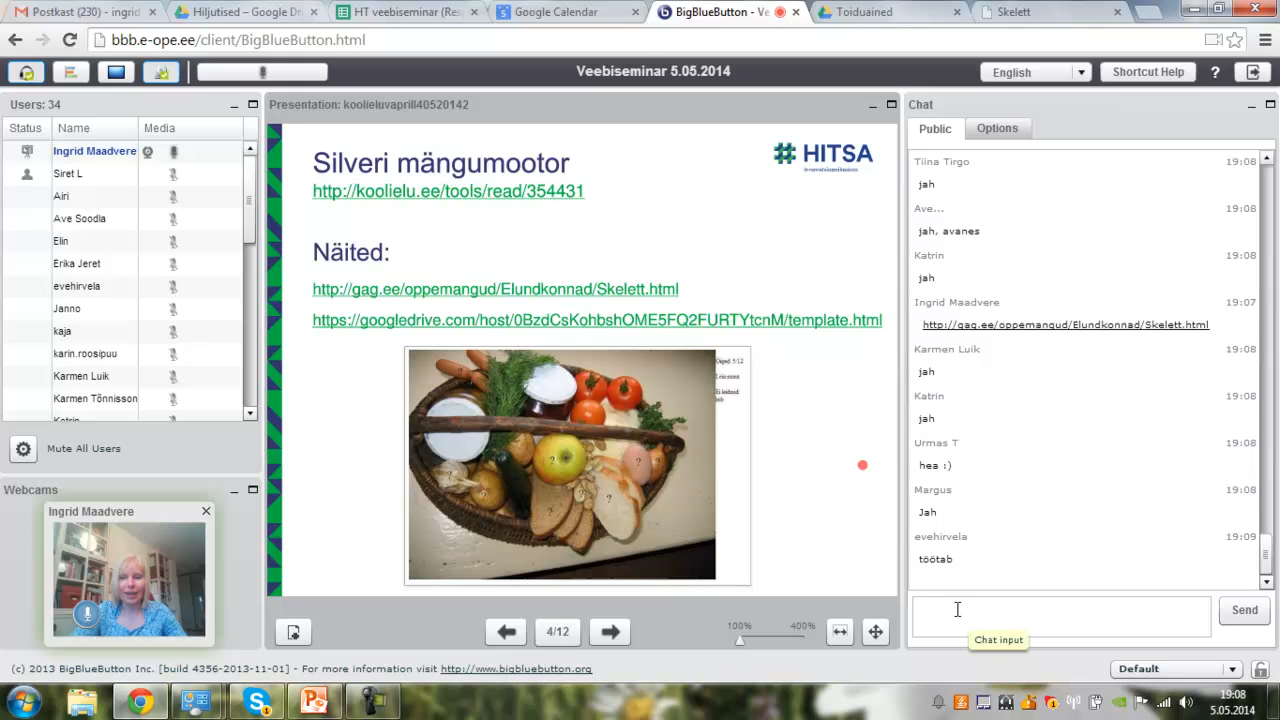 Postkast (230) - ingrid
Hiljutised – Google Dr
HT veebiseminar (Res
Google Calendar
BigBlueButton - Ve
Toiduained
Skelett
bbb.e-ope.ee/client/BigBlueButton.html
Veebiseminar 5.05.2014
English
Shortcut Help
?
Users: 34
Status Name Media
Ingrid Maadvere
Siret L
Airi
Ave Soodla
Elin
Erika Jeret
evehirvela
Janno
kaja
karin.roosipuu
Karmen Luik
Karmen Tõnnisson
Katrin
Mute All Users
Webcams
Ingrid Maadvere
Presentation: koolieluvaprill40520142
Silveri mängumootor
HITSA
Innovatsioonikeskus
http://koolielu.ee/tools/read/354431
Näited:
http://gag.ee/oppemangud/Elundkonnad/Skelett.html
https://googledrive.com/host/0BzdCsKohbshOME5FQ2FURTYtcnM/template.html
Õiged: 5/12
4/12
100% 400%
Chat
Public Options
Tiina Tirgo 19:08
jah
Ave... 19:08
jah, avanes
Katrin 19:08
jah
Ingrid Maadvere 19:07
http://gag.ee/oppemangud/Elundkonnad/Skelett.html
Karmen Luik 19:08
jah
Katrin 19:08
jah
Urmas T 19:08
hea :)
Margus 19:08
Jah
evehirvela 19:09
töötab
Send
Chat input
(c) 2013 BigBlueButton Inc. [build 4356-2013-11-01] - For more information visit http://www.bigbluebutton.org
Default
19:08
5.05.2014